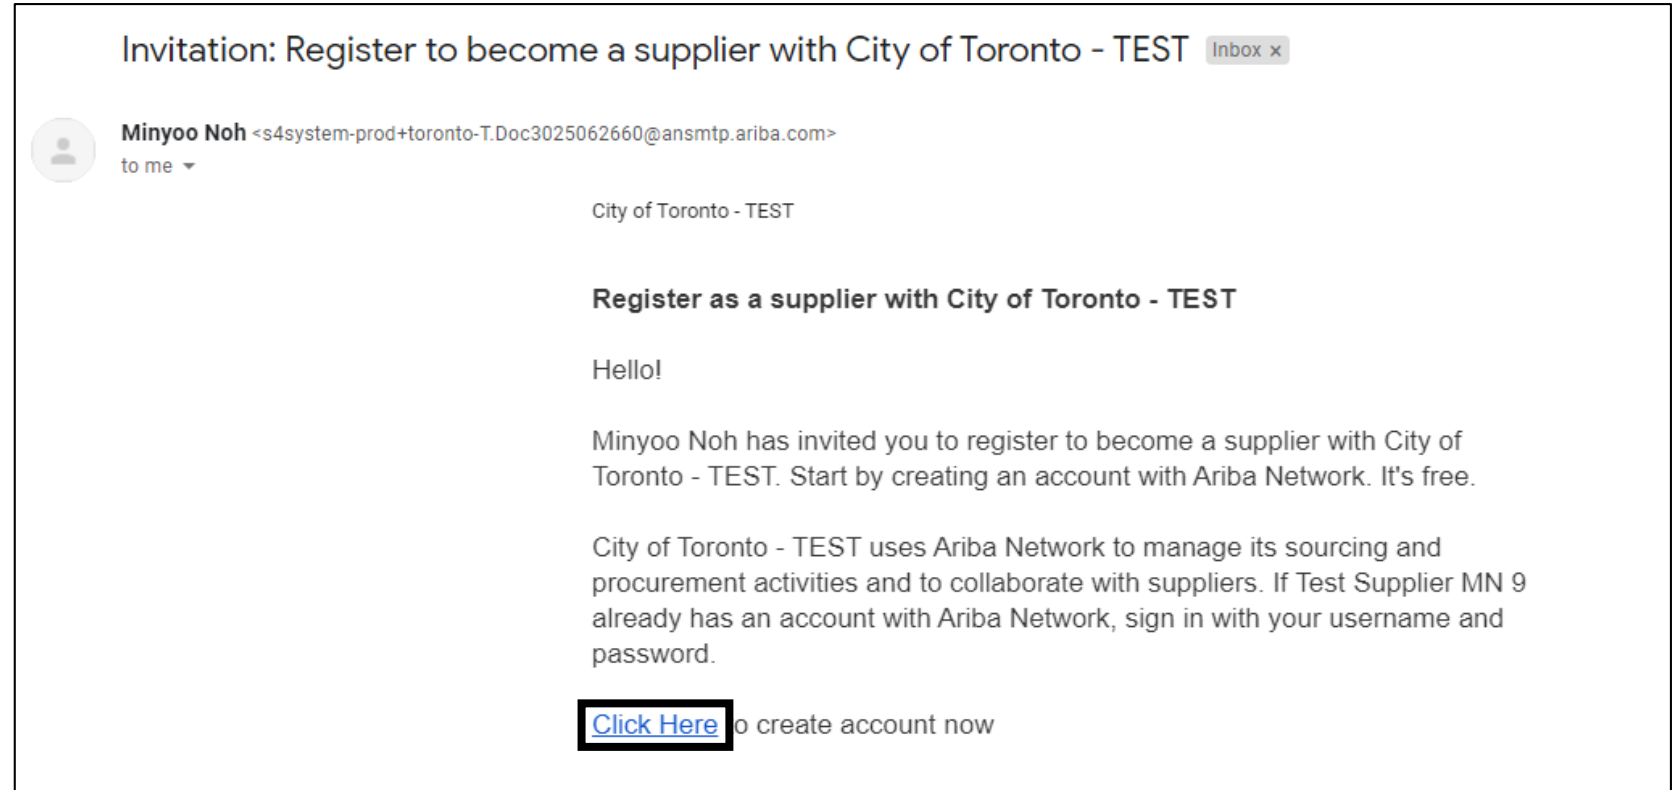 Invitation: Register to become a supplier with City of Toronto - TEST Inbox x
Minyoo Noh <s4system-prod+toronto-T.Doc3025062660@ansmtp.ariba.com>
to me
City of Toronto - TEST
Register as a supplier with City of Toronto - TEST
Hello!
Minyoo Noh has invited you to register to become a supplier with City of
Toronto - TEST. Start by creating an account with Ariba Network. It's free.
City of Toronto - TEST uses Ariba Network to manage its sourcing and
procurement activities and to collaborate with suppliers. If Test Supplier MN 9
already has an account with Ariba Network, sign in with your username and
password.
Click Here o create account now